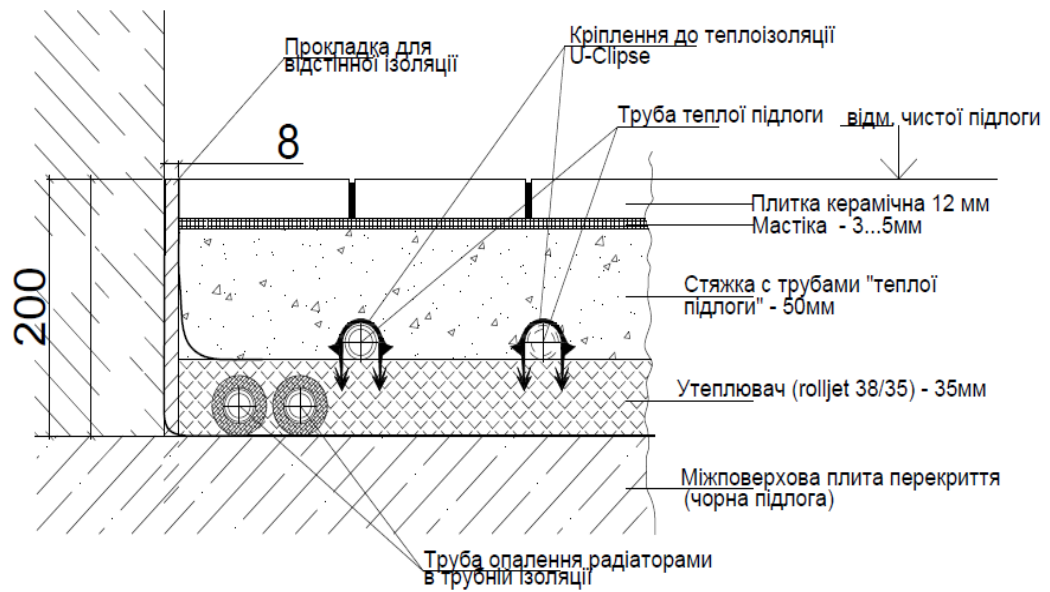 Прокладка для
відстінної ізоляції
Кріплення до теплоізоляції
U-Clipse
Труба теплої підлоги
відм. чистої підлоги
8
Плитка керамічна 12 мм
Мастіка - 3...5мм
200
Стяжка с трубами "теплої
підлоги" - 50мм
Утеплювач (rolljet 38/35) - 35мм
Міжповерхова плита перекриття
(чорна підлога)
Труба опалення радіаторами
в трубній ізоляції